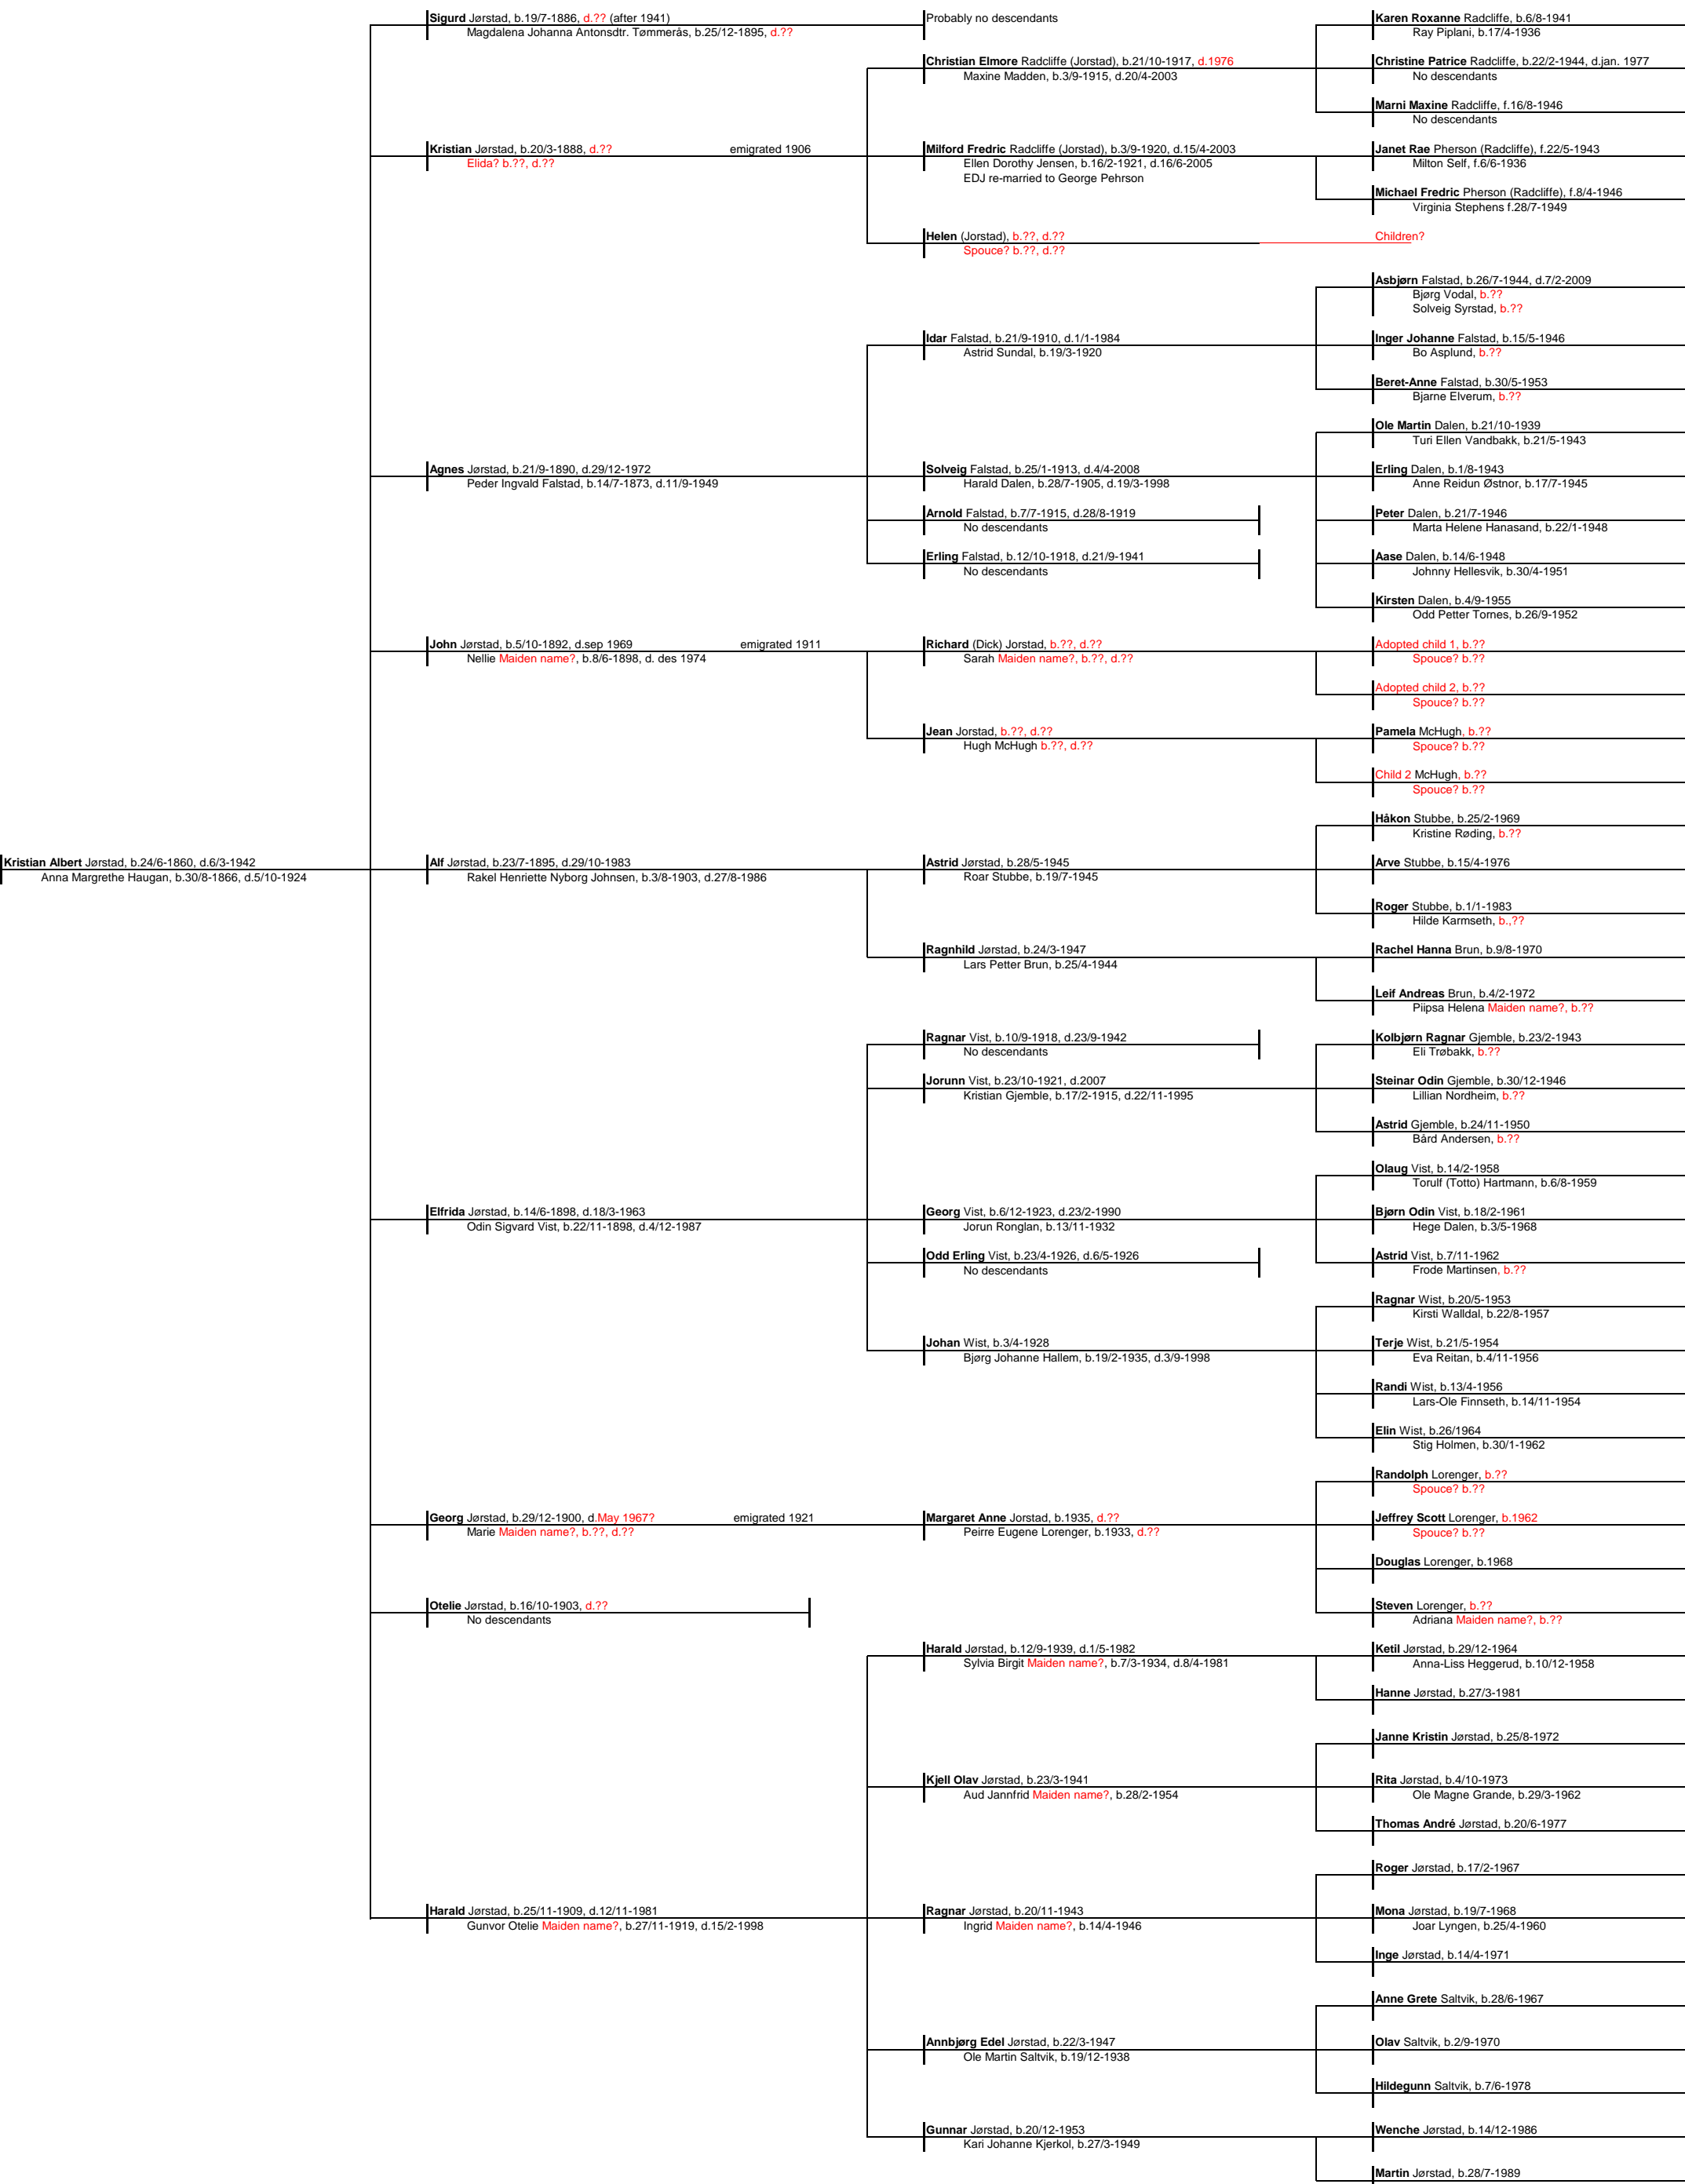 Kristian Albert Jørstad, b.24/6-1860, d.6/3-1942
Anna Margrethe Haugan, b.30/8-1866, d.5/10-1924
Sigurd Jørstad, b.19/7-1886, d.?? (after 1941)
Magdalena Johanna Antonsdtr. Tømmerås, b.25/12-1895, d.??
Probably no descendants
Kristian Jørstad, b.20/3-1888, d.?? emigrated 1906
Elida? b.??, d.??
Christian Elmore Radcliffe (Jorstad), b.21/10-1917, d.1976
Maxine Madden, b.3/9-1915, d.20/4-2003
Karen Roxanne Radcliffe, b.6/8-1941
Ray Piplani, b.17/4-1936
Christine Patrice Radcliffe, b.22/2-1944, d.jan. 1977
No descendants
Marni Maxine Radcliffe, f.16/8-1946
No descendants
Milford Fredric Radcliffe (Jorstad), b.3/9-1920, d.15/4-2003
Ellen Dorothy Jensen, b.16/2-1921, d.16/6-2005
EDJ re-married to George Pehrson
Janet Rae Pherson (Radcliffe), f.22/5-1943
Milton Self, f.6/6-1936
Michael Fredric Pherson (Radcliffe), f.8/4-1946
Virginia Stephens f.28/7-1949
Helen (Jorstad), b.??, d.??
Spouce? b.??, d.??
Children?
Agnes Jørstad, b.21/9-1890, d.29/12-1972
Peder Ingvald Falstad, b.14/7-1873, d.11/9-1949
Idar Falstad, b.21/9-1910, d.1/1-1984
Astrid Sundal, b.19/3-1920
Asbjørn Falstad, b.26/7-1944, d.7/2-2009
Bjørg Vodal, b.??
Solveig Syrstad, b.??
Inger Johanne Falstad, b.15/5-1946
Bo Asplund, b.??
Beret-Anne Falstad, b.30/5-1953
Bjarne Elverum, b.??
Solveig Falstad, b.25/1-1913, d.4/4-2008
Harald Dalen, b.28/7-1905, d.19/3-1998
Ole Martin Dalen, b.21/10-1939
Turi Ellen Vandbakk, b.21/5-1943
Erling Dalen, b.1/8-1943
Anne Reidun Østnor, b.17/7-1945
Peter Dalen, b.21/7-1946
Marta Helene Hanasand, b.22/1-1948
Aase Dalen, b.14/6-1948
Johnny Hellesvik, b.30/4-1951
Kirsten Dalen, b.4/9-1955
Odd Petter Tornes, b.26/9-1952
Arnold Falstad, b.7/7-1915, d.28/8-1919
No descendants
Erling Falstad, b.12/10-1918, d.21/9-1941
No descendants
John Jørstad, b.5/10-1892, d.sep 1969 emigrated 1911
Nellie Maiden name?, b.8/6-1898, d. des 1974
Richard (Dick) Jorstad, b.??, d.??
Sarah Maiden name?, b.??, d.??
Adopted child 1, b.??
Spouce? b.??
Adopted child 2, b.??
Spouce? b.??
Jean Jorstad, b.??, d.??
Hugh McHugh b.??, d.??
Pamela McHugh, b.??
Spouce? b.??
Child 2 McHugh, b.??
Spouce? b.??
Alf Jørstad, b.23/7-1895, d.29/10-1983
Rakel Henriette Nyborg Johnsen, b.3/8-1903, d.27/8-1986
Astrid Jørstad, b.28/5-1945
Roar Stubbe, b.19/7-1945
Håkon Stubbe, b.25/2-1969
Kristine Røding, b.??
Arve Stubbe, b.15/4-1976
Roger Stubbe, b.1/1-1983
Hilde Karmseth, b.,??
Ragnhild Jørstad, b.24/3-1947
Lars Petter Brun, b.25/4-1944
Rachel Hanna Brun, b.9/8-1970
Leif Andreas Brun, b.4/2-1972
Piipsa Helena Maiden name?, b.??
Elfrida Jørstad, b.14/6-1898, d.18/3-1963
Odin Sigvard Vist, b.22/11-1898, d.4/12-1987
Ragnar Vist, b.10/9-1918, d.23/9-1942
No descendants
Jorunn Vist, b.23/10-1921, d.2007
Kristian Gjemble, b.17/2-1915, d.22/11-1995
Kolbjørn Ragnar Gjemble, b.23/2-1943
Eli Trøbakk, b.??
Steinar Odin Gjemble, b.30/12-1946
Lillian Nordheim, b.??
Astrid Gjemble, b.24/11-1950
Bård Andersen, b.??
Georg Vist, b.6/12-1923, d.23/2-1990
Jorun Ronglan, b.13/11-1932
Olaug Vist, b.14/2-1958
Torulf (Totto) Hartmann, b.6/8-1959
Bjørn Odin Vist, b.18/2-1961
Hege Dalen, b.3/5-1968
Astrid Vist, b.7/11-1962
Frode Martinsen, b.??
Odd Erling Vist, b.23/4-1926, d.6/5-1926
No descendants
Johan Wist, b.3/4-1928
Bjørg Johanne Hallem, b.19/2-1935, d.3/9-1998
Ragnar Wist, b.20/5-1953
Kirsti Walldal, b.22/8-1957
Terje Wist, b.21/5-1954
Eva Reitan, b.4/11-1956
Randi Wist, b.13/4-1956
Lars-Ole Finnseth, b.14/11-1954
Elin Wist, b.26/1964
Stig Holmen, b.30/1-1962
Georg Jørstad, b.29/12-1900, d.May 1967? emigrated 1921
Marie Maiden name?, b.??, d.??
Margaret Anne Jorstad, b.1935, d.??
Peirre Eugene Lorenger, b.1933, d.??
Randolph Lorenger, b.??
Spouce? b.??
Jeffrey Scott Lorenger, b.1962
Spouce? b.??
Douglas Lorenger, b.1968
Steven Lorenger, b.??
Adriana Maiden name?, b.??
Otelie Jørstad, b.16/10-1903, d.??
No descendants
Harald Jørstad, b.25/11-1909, d.12/11-1981
Gunvor Otelie Maiden name?, b.27/11-1919, d.15/2-1998
Harald Jørstad, b.12/9-1939, d.1/5-1982
Sylvia Birgit Maiden name?, b.7/3-1934, d.8/4-1981
Ketil Jørstad, b.29/12-1964
Anna-Liss Heggerud, b.10/12-1958
Hanne Jørstad, b.27/3-1981
Kjell Olav Jørstad, b.23/3-1941
Aud Jannfrid Maiden name?, b.28/2-1954
Janne Kristin Jørstad, b.25/8-1972
Rita Jørstad, b.4/10-1973
Ole Magne Grande, b.29/3-1962
Thomas André Jørstad, b.20/6-1977
Ragnar Jørstad, b.20/11-1943
Ingrid Maiden name?, b.14/4-1946
Roger Jørstad, b.17/2-1967
Mona Jørstad, b.19/7-1968
Joar Lyngen, b.25/4-1960
Inge Jørstad, b.14/4-1971
Annbjørg Edel Jørstad, b.22/3-1947
Ole Martin Saltvik, b.19/12-1938
Anne Grete Saltvik, b.28/6-1967
Olav Saltvik, b.2/9-1970
Hildegunn Saltvik, b.7/6-1978
Gunnar Jørstad, b.20/12-1953
Kari Johanne Kjerkol, b.27/3-1949
Wenche Jørstad, b.14/12-1986
Martin Jørstad, b.28/7-1989